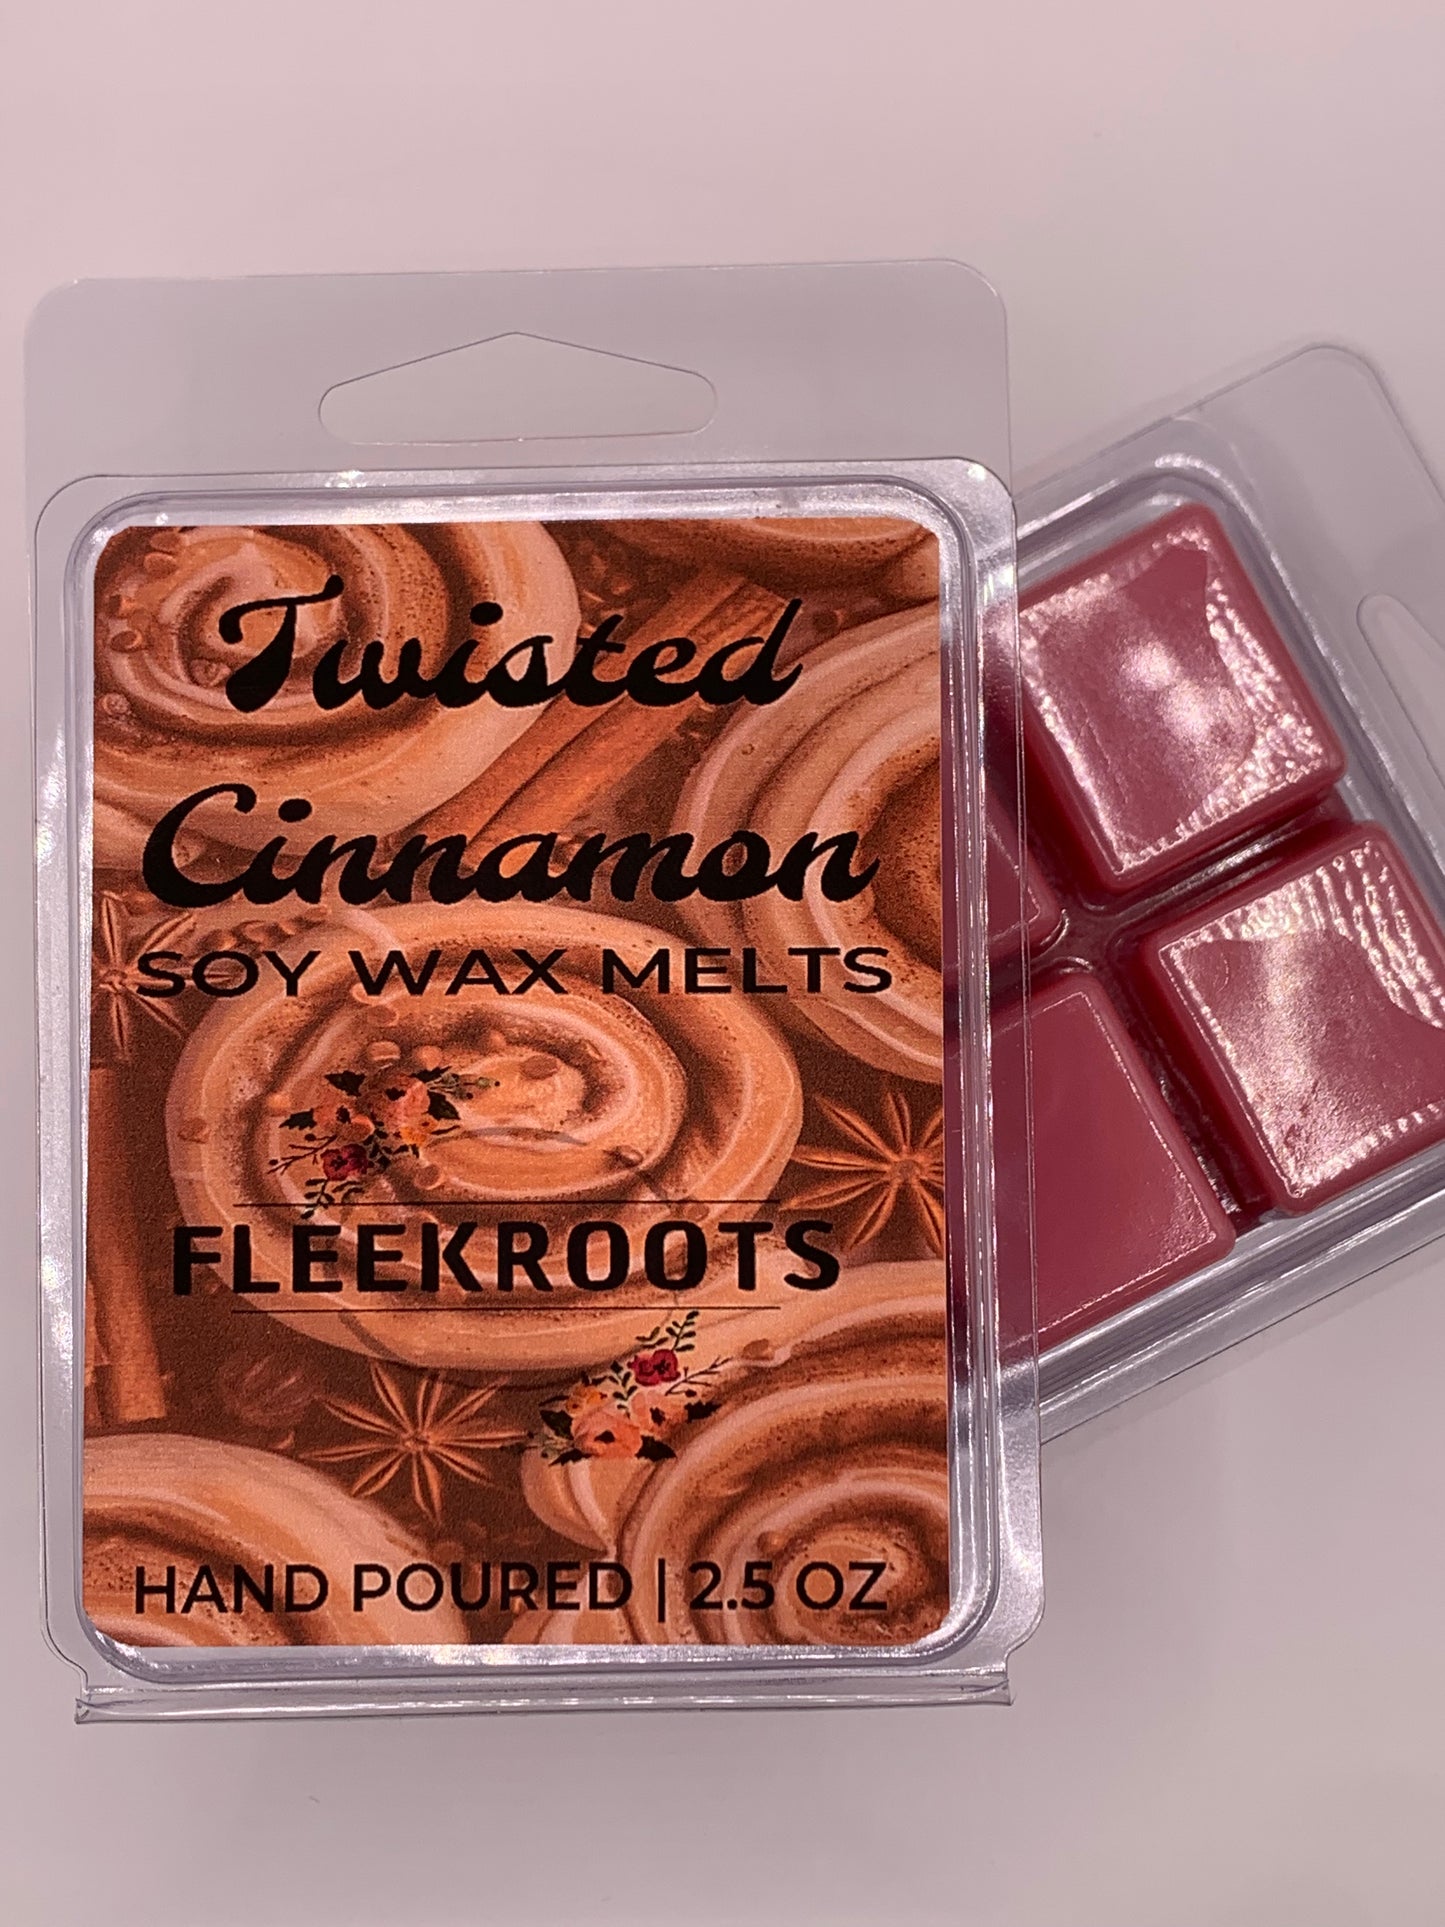 Twisted
Cinnamon
SOY WAX MELTS
FLEEKROOTS
HAND POURED | 2.5 OZ